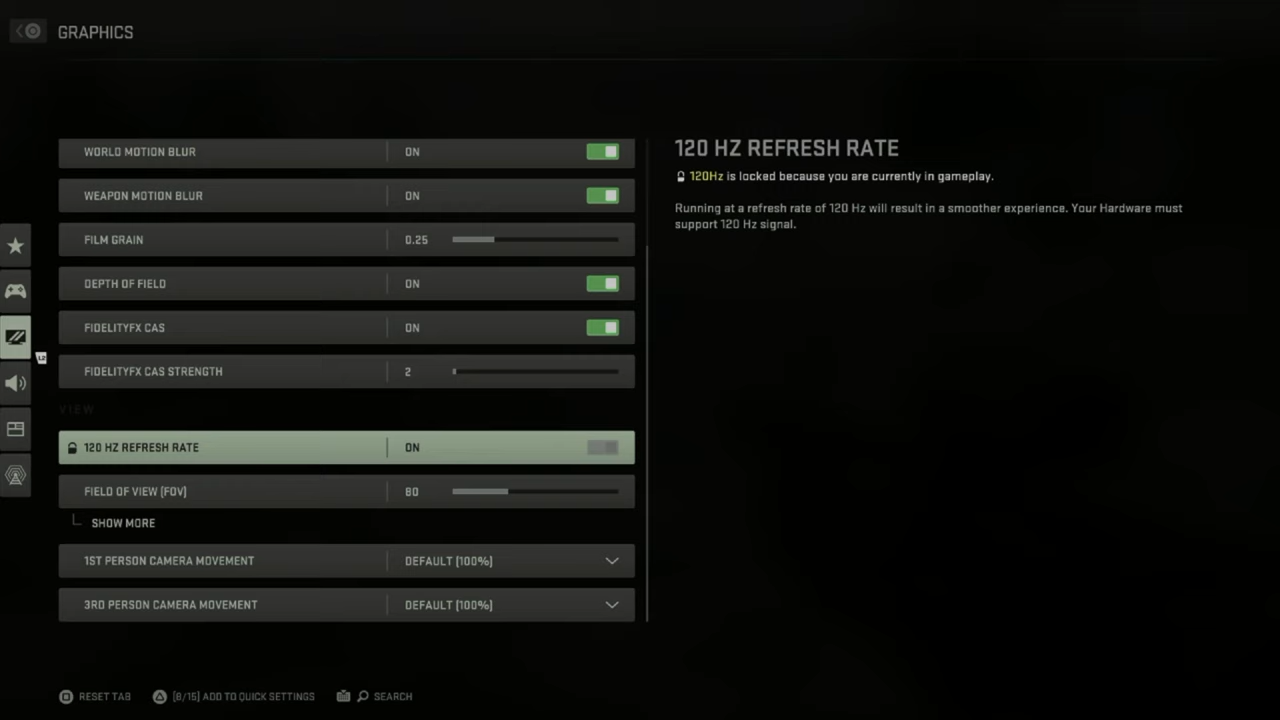 GRAPHICS
WORLD MOTION BLUR ON
WEAPON MOTION BLUR ON
FILM GRAIN 0.25
DEPTH OF FIELD ON
FIDELITYFX CAS ON
FIDELITYFX CAS STRENGTH 2
VIEW
120 HZ REFRESH RATE ON
FIELD OF VIEW (FOV) 80
SHOW MORE
1ST PERSON CAMERA MOVEMENT DEFAULT (100%)
3RD PERSON CAMERA MOVEMENT DEFAULT (100%)
120 HZ REFRESH RATE
120Hz is locked because you are currently in gameplay.
Running at a refresh rate of 120 Hz will result in a smoother experience. Your Hardware must
support 120 Hz signal.
L2
RESET TAB [8/15] ADD TO QUICK SETTINGS SEARCH